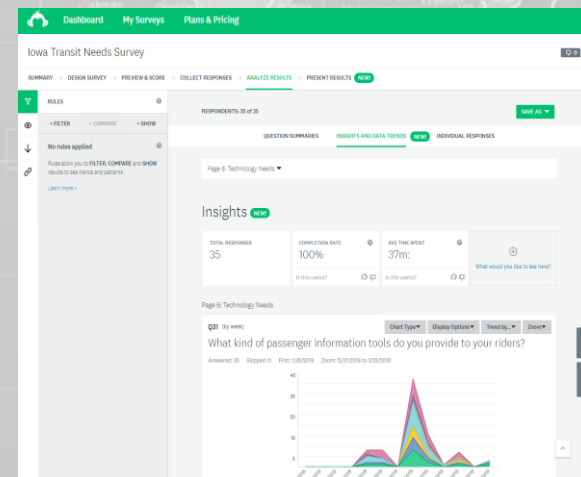 Dashboard My Surveys Plans & Pricing
Iowa Transit Needs Survey
0
SUMMARY → DESIGN SURVEY → PREVIEW & SCORE → COLLECT RESPONSES → ANALYZE RESULTS → PRESENT RESULTS NEW!
RULES
+ FILTER + COMPARE + SHOW
No rules applied
Rules allow you to FILTER, COMPARE and SHOW
results to see trends and patterns.
Learn more »
RESPONDENTS: 35 of 35
SAVE AS
QUESTION SUMMARIES INSIGHTS AND DATA TRENDS NEW! INDIVIDUAL RESPONSES
Page 6: Technology Needs
Insights NEW!
TOTAL RESPONSES
35
COMPLETION RATE
100%
Is this useful?
AVG TIME SPENT
37m:
Is this useful?
What would you like to see here?
Page 6: Technology Needs
Q31 (by week)
Chart Type Display Options Trend by... Zoom
What kind of passenger information tools do you provide to your riders?
Answered: 35 Skipped: 0 First: 1/30/2019 Zoom: 12/31/2018 to 3/25/2019